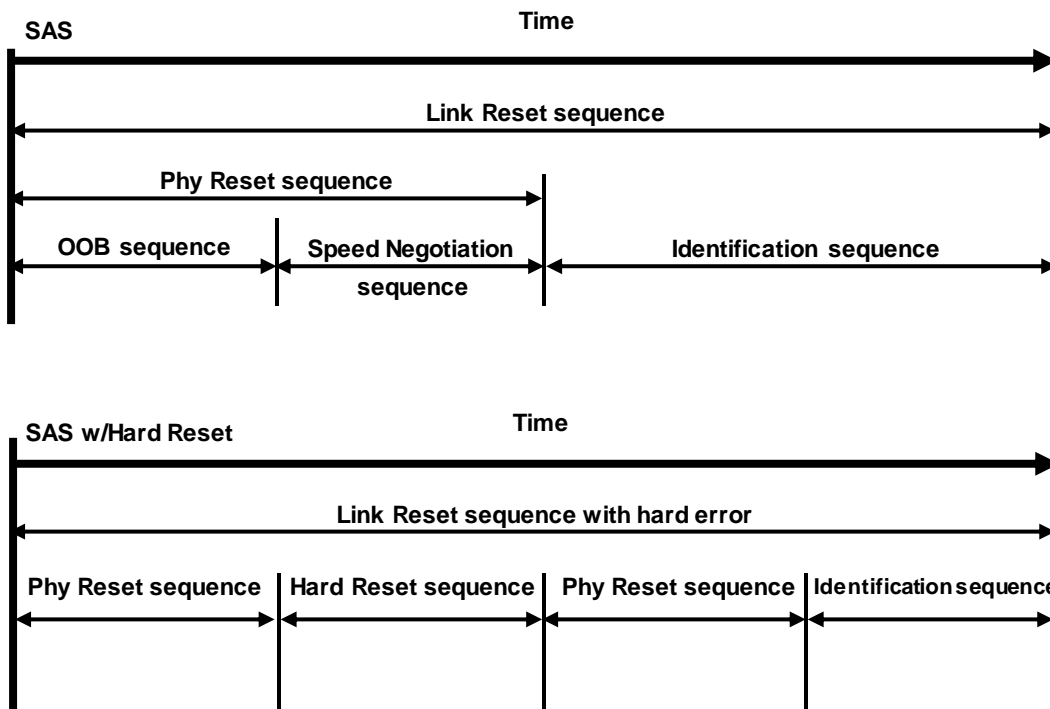 SAS
Time
Link Reset sequence
Phy Reset sequence
OOB sequence
Speed Negotiation
sequence
Identification sequence
SAS w/Hard Reset
Time
Link Reset sequence with hard error
Phy Reset sequence
Hard Reset sequence
Phy Reset sequence
Identification sequence